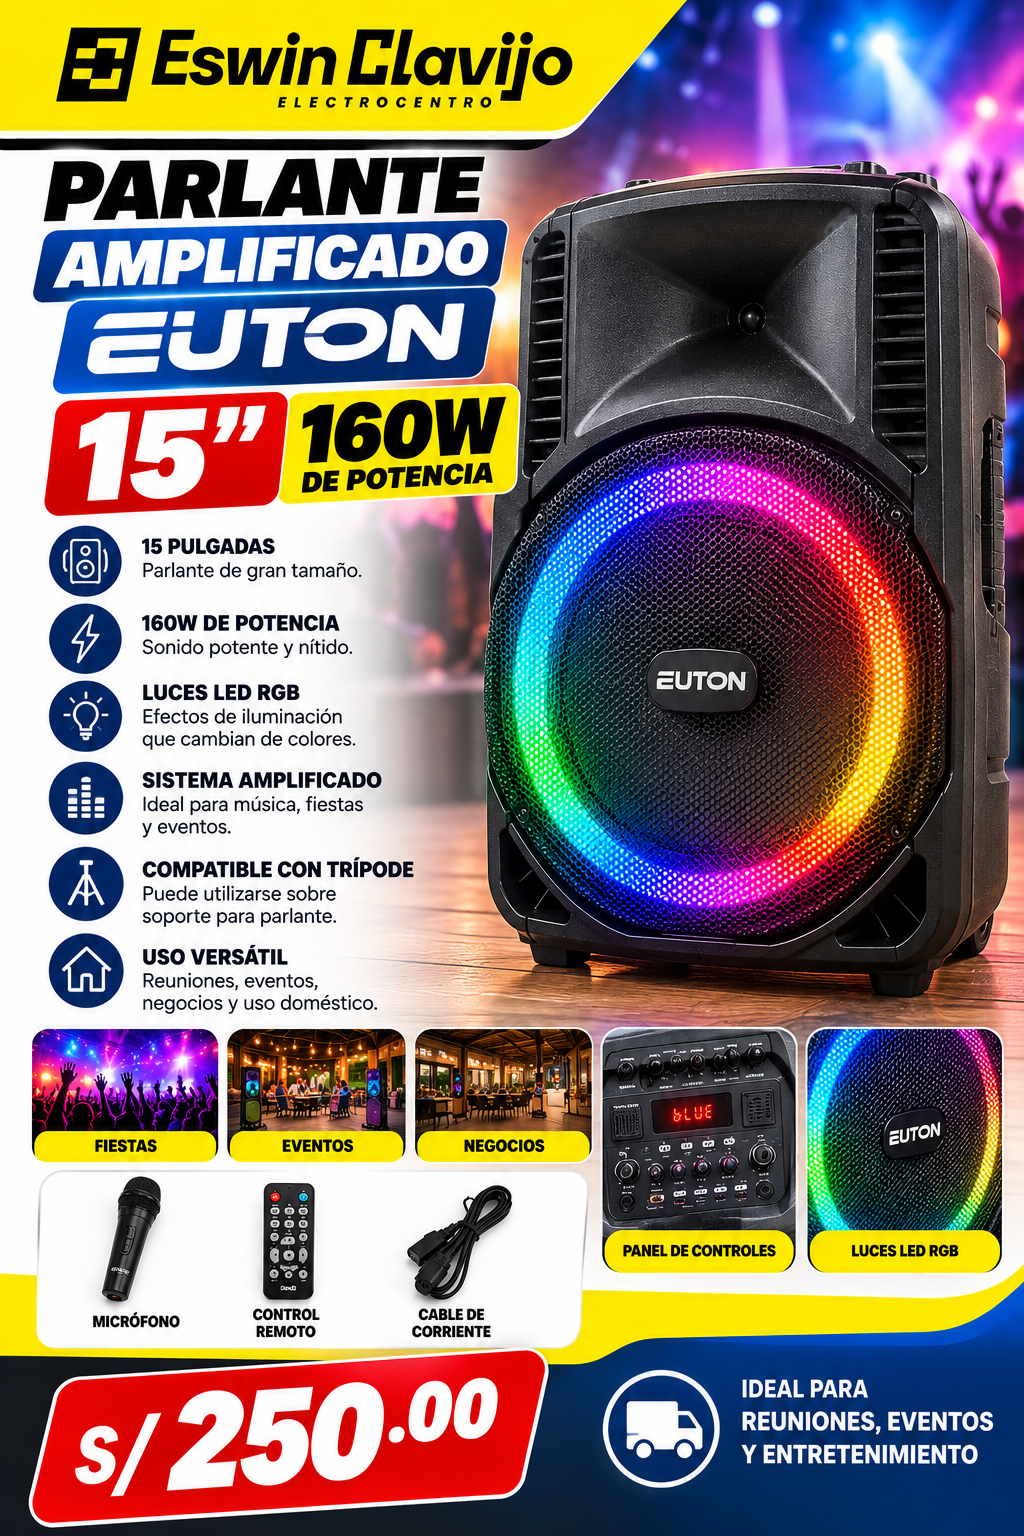 Eswin Clavijo
ELECTROCENTRO
PARLANTE
AMPLIFICADO
EUTON
15”
160W
DE POTENCIA
15 PULGADAS
Parlante de gran tamaño.
160W DE POTENCIA
Sonido potente y nítido.
LUCES LED RGB
Efectos de iluminación
que cambian de colores.
SISTEMA AMPLIFICADO
Ideal para música, fiestas
y eventos.
COMPATIBLE CON TRÍPODE
Puede utilizarse sobre
soporte para parlante.
USO VERSÁTIL
Reuniones, eventos,
negocios y uso doméstico.
EUTON
FIESTAS
EVENTOS
NEGOCIOS
bLUE
PANEL DE CONTROLES
EUTON
LUCES LED RGB
MICRÓFONO
CONTROL
REMOTO
CABLE DE
CORRIENTE
S/ 250.00
IDEAL PARA
REUNIONES, EVENTOS
Y ENTRETENIMIENTO